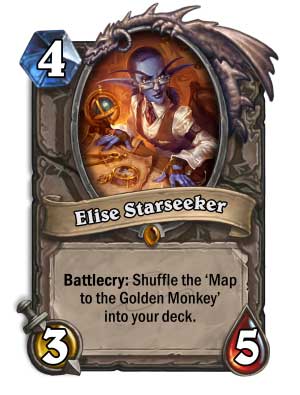 4
Elise Starseeker
Battlecry: Shuffle the ‘Map
to the Golden Monkey’
into your deck.
3
5